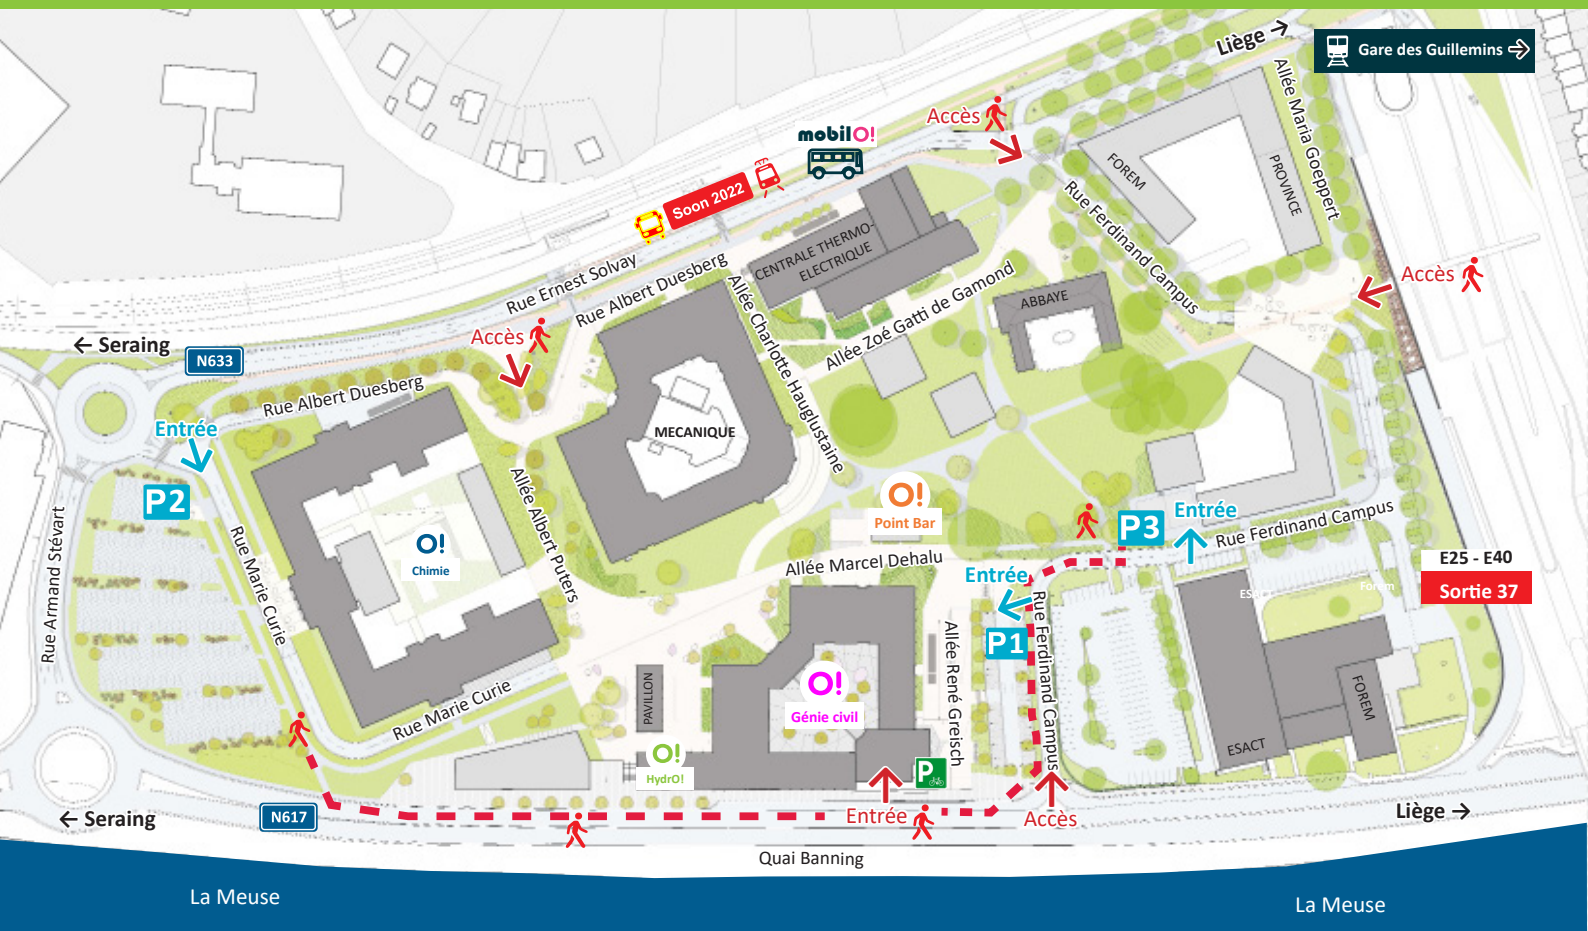 Liège →
Gare des Guillemins
Allée Maria Goeppert
Accès
mobilO!
FOREM
PROVINCE
Soon 2022
Rue Ferdinand Campus
CENTRALE THERMO-
ELECTRIQUE
Rue Ernest Solvay
Rue Albert Duesberg
Allée Charlotte Hauglustaine
Allée Zoé Gatti de Gamond
ABBAYE
Accès
Accès
← Seraing
N633
Rue Albert Duesberg
Entrée
P2
MECANIQUE
Allée Albert Puters
O!
Point Bar
P3
Entrée
Rue Ferdinand Campus
O!
Chimie
Rue Armand Stévart
Rue Marie Curie
Allée Marcel Dehalu
Entrée
P1
E25 - E40
Sortie 37
ESACT
Forem
Rue Ferdinand Campus
Allée René Greisch
PAVILLON
O!
Génie civil
Rue Marie Curie
O!
HydrO!
P
FOREM
ESACT
← Seraing
N617
Entrée
Accès
Liège →
Quai Banning
La Meuse
La Meuse